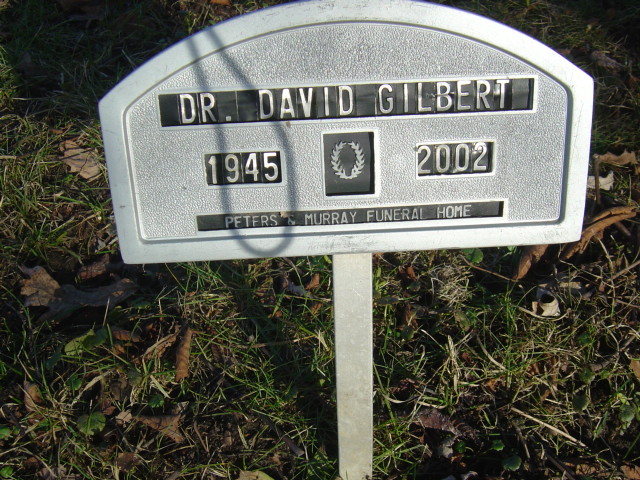 DR. DAVID GILBERT
1945 2002
PETERS & MURRAY FUNERAL HOME